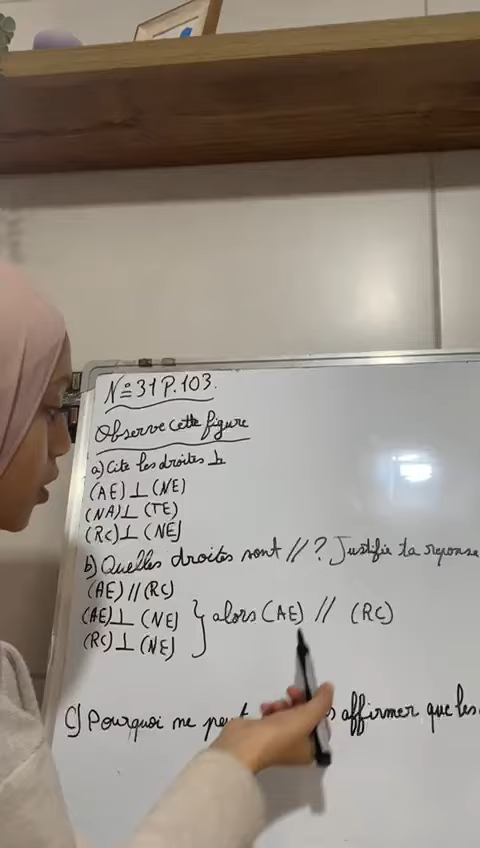 N° 31 P. 103.
Observe cette figure
a) Cite les droites ⊥
(AE) ⊥ (NE)
(NA) ⊥ (TE)
(RC) ⊥ (NE)
b) Quelles droites sont // ? Justifie ta reponse
(AE) // (RC)
(AE) ⊥ (NE) } alors (AE) // (RC)
(RC) ⊥ (NE)
c) Pourquoi ne affirmer que les